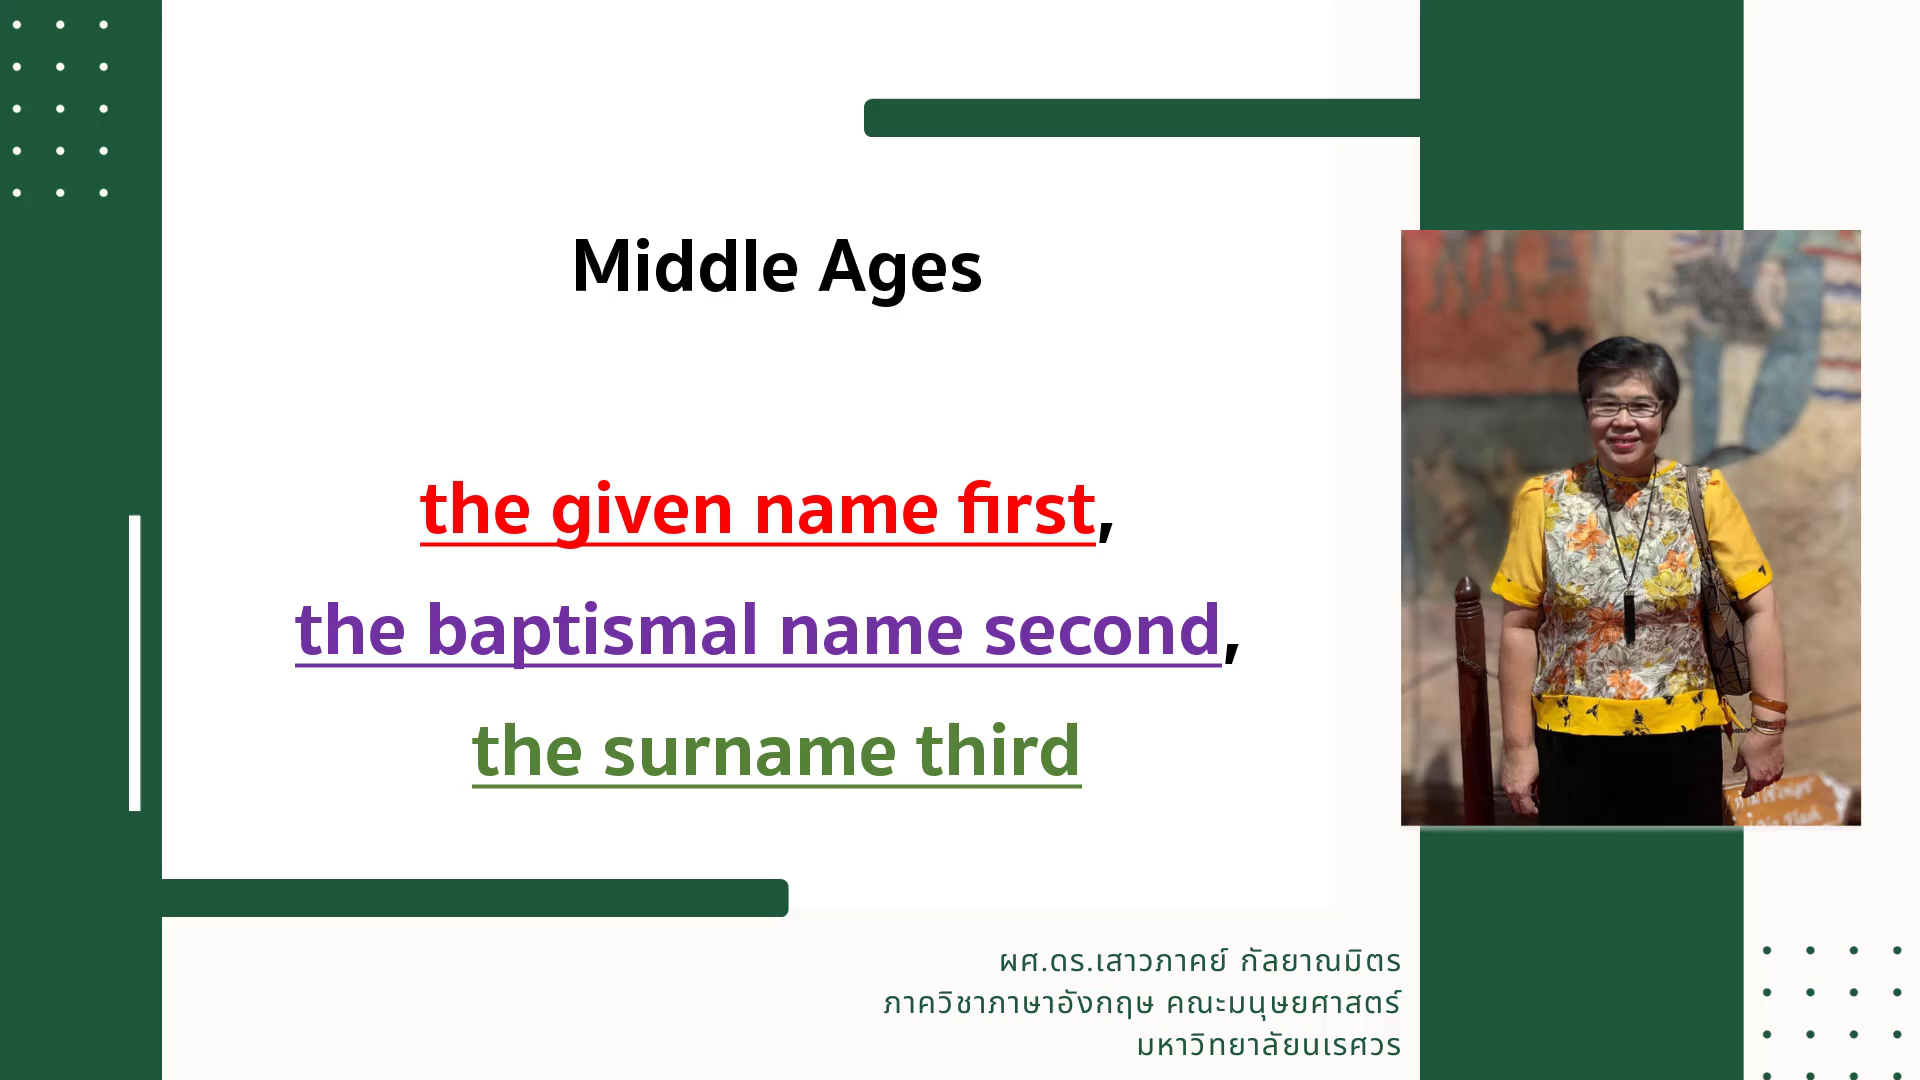 Middle Ages
the given name first,
the baptismal name second,
the surname third
ผศ.ดร.เสาวภาคย์ กัลยาณมิตร
ภาควิชาภาษาอังกฤษ คณะมนุษยศาสตร์
มหาวิทยาลัยนเรศวร